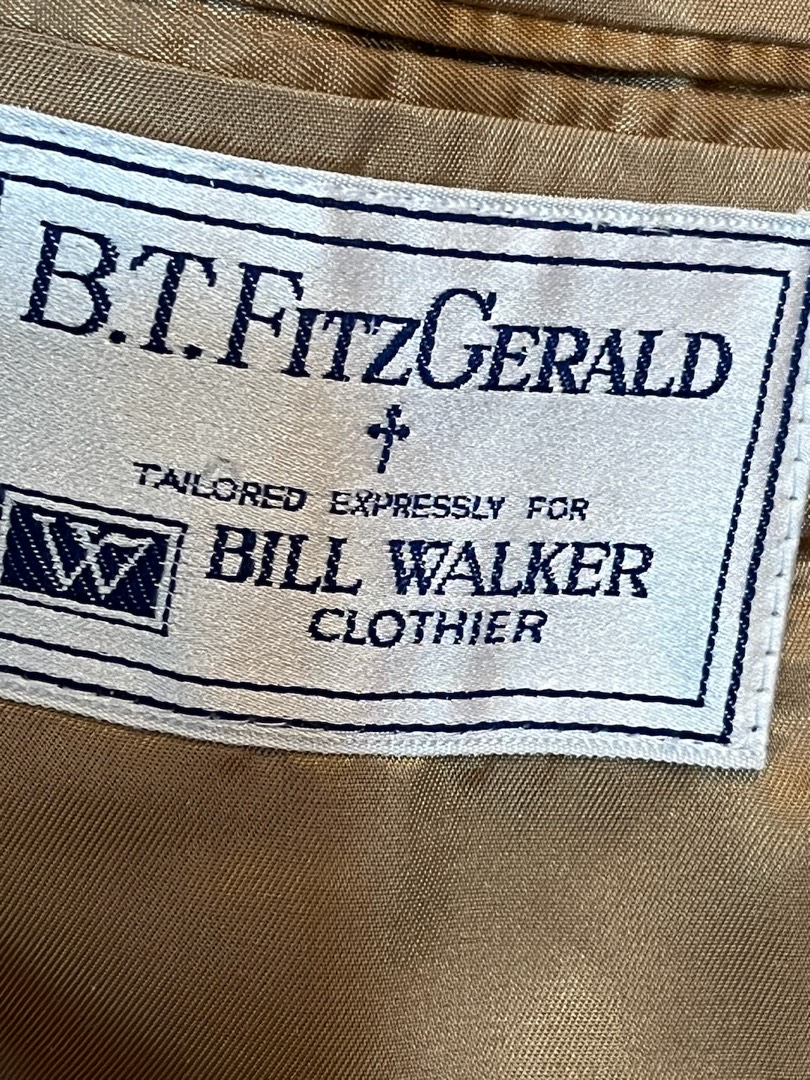 B.T.FITZGERALD
†
TAILORED EXPRESSLY FOR
W BILL WALKER
CLOTHIER